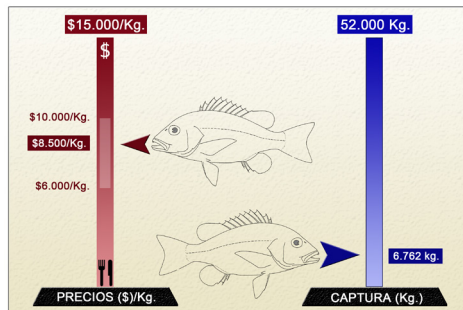 $15.000/Kg.
52.000 Kg.
$
$10.000/Kg.
$8.500/Kg.
$6.000/Kg.
6.762 kg.
PRECIOS ($)/Kg.
CAPTURA (Kg.)